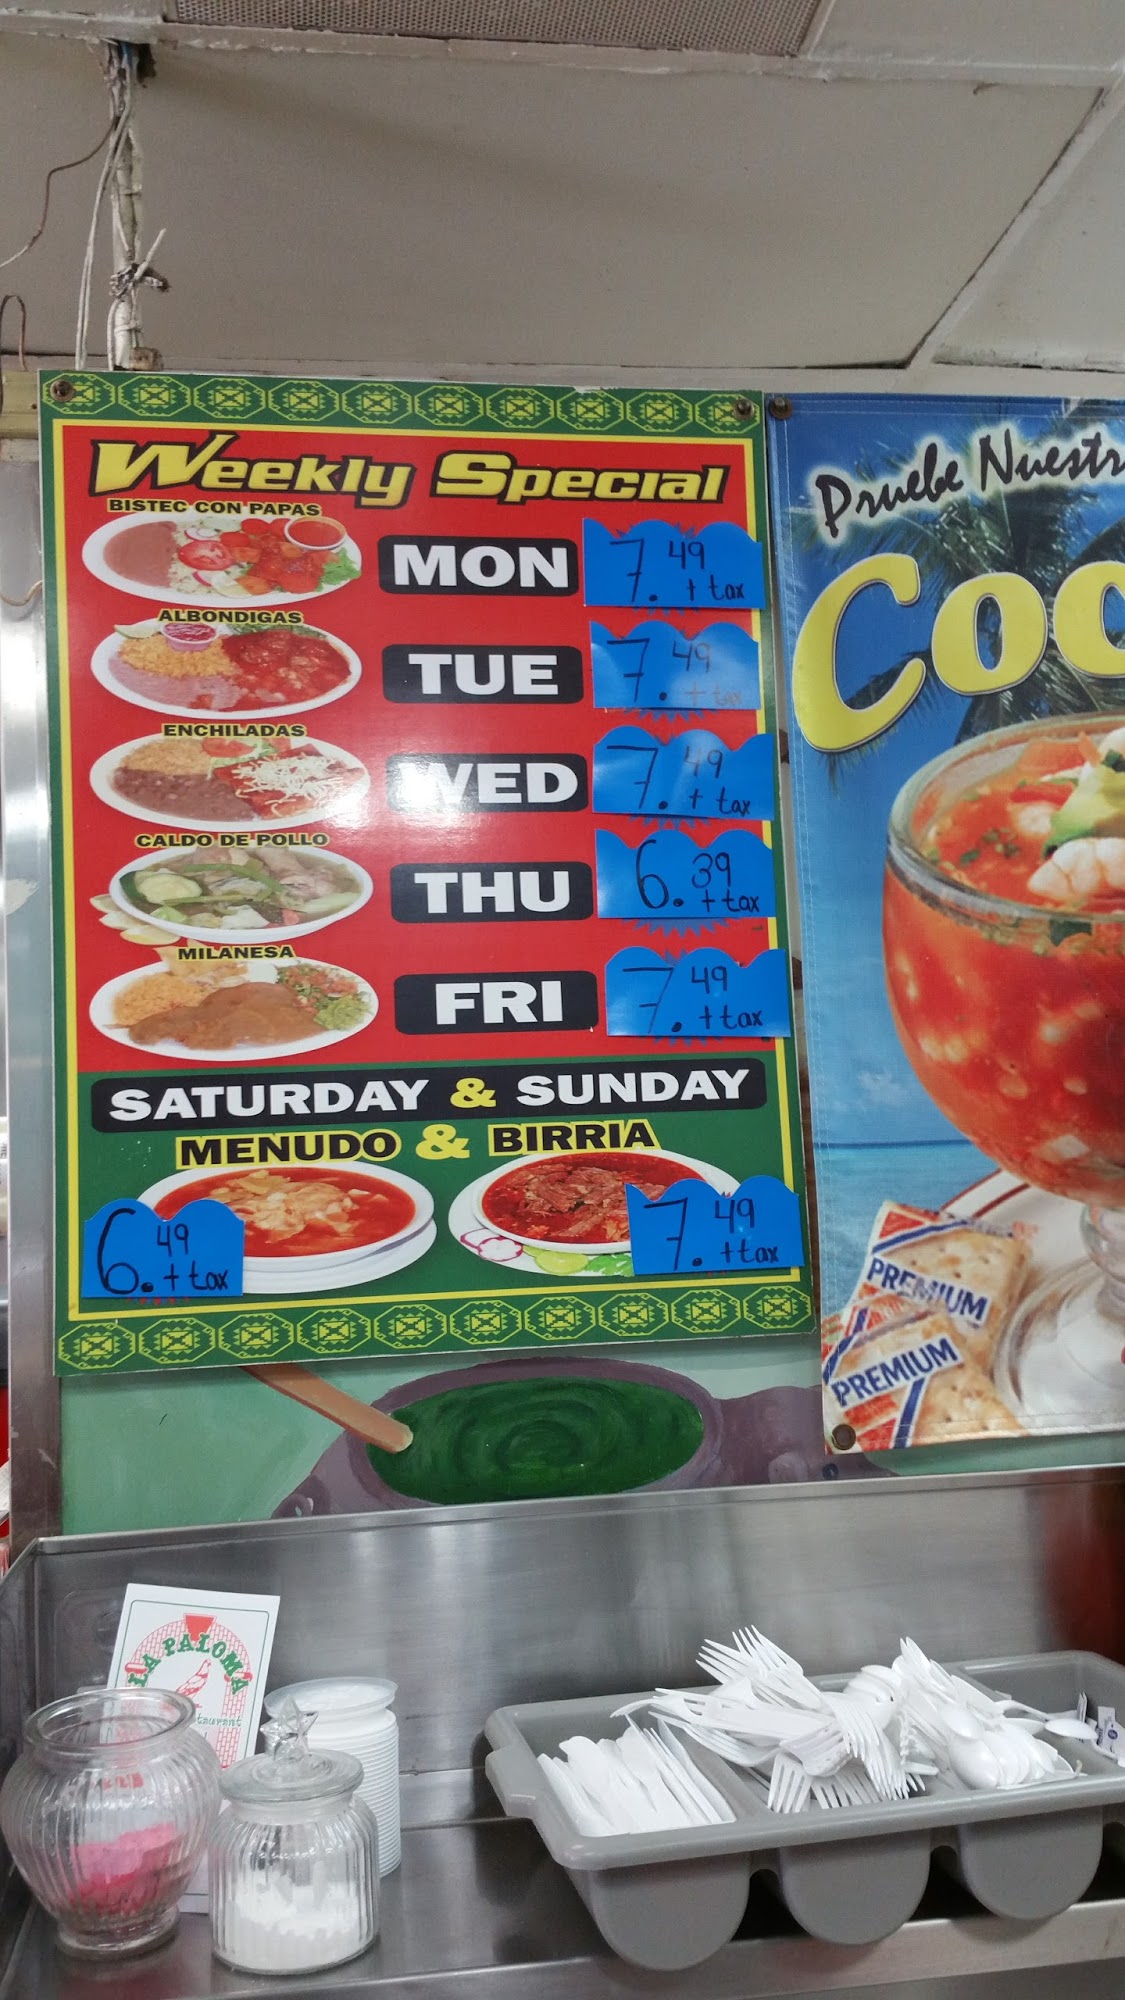 Weekly Special
BISTEC CON PAPAS
MON
7.49
+ tax
ALBONDIGAS
TUE
7.49
+ tax
ENCHILADAS
WED
7.49
+ tax
CALDO DE POLLO
THU
6.39
+ tax
MILANESA
FRI
7.49
+ tax
SATURDAY & SUNDAY
MENUDO & BIRRIA
6.49
+ tax
7.49
+ tax
Pruebe Nuestr
Coc
PREMIUM
PREMIUM
LA PALOMA